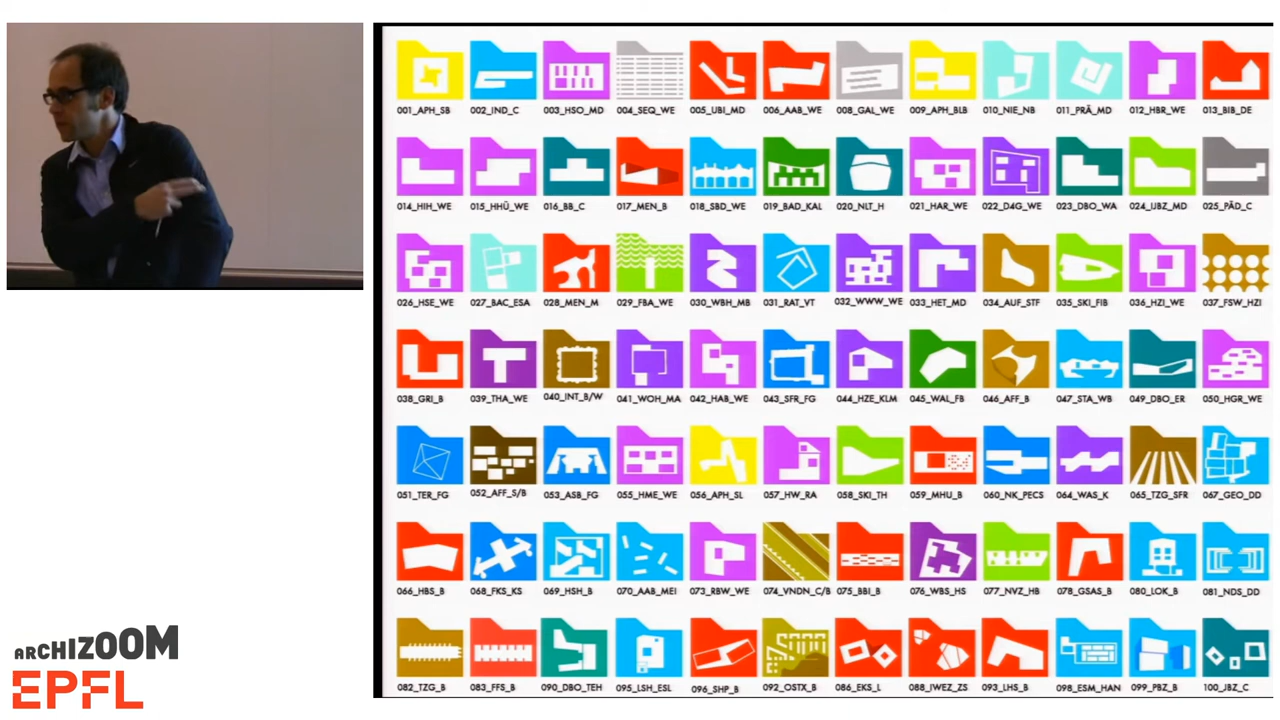 001_APH_SB 002_IND_C 003_HSO_MD 004_SEQ_WE 005_UBI_MD 006_AAB_WE 008_GAL_WE 009_APH_BLB 010_NIE_NB 011_PRÄ_MD 012_HBR_WE 013_BIB_DE
014_HIH_WE 015_HHÜ_WE 016_BB_C 017_MEN_B 018_SBD_WE 019_BAD_KAL 020_NLT_H 021_HAR_WE 022_D4G_WE 023_DBO_WA 024_IJBZ_MD 025_PÄD_C
026_HSE_WE 027_BAC_ESA 028_MEN_M 029_FBA_WE 030_WBH_MB 031_RAT_VT 032_WWW_WE 033_HET_MD 034_AUF_STF 035_SKI_FIB 036_HZI_WE 037_FSW_HZI
038_GRI_B 039_THA_WE 040_INT_B/W 041_WOH_MA 042_HAB_WE 043_SFR_FG 044_HZE_KLM 045_WAL_FB 046_AFF_B 047_STA_WB 049_DBO_ER 050_HGR_WE
051_TER_FG 052_AFF_S/B 053_ASB_FG 055_HME_WE 056_APH_SL 057_HW_RA 058_SKI_TH 059_MHU_B 060_NK_PECS 064_WAS_K 065_TZG_SFR 067_GEO_DD
066_HBS_B 068_FKS_KS 069_HSH_B 070_AAB_MEI 073_RBW_WE 074_VNDN_C/B 075_BBI_B 076_WBS_HS 077_NVZ_HB 078_GSAS_B 080_LOK_B 081_NDS_DD
082_TZG_B 083_FFS_B 090_DBO_TEH 095_LSH_ESL 096_SHP_B 092_OSTX_B 086_EKS_L 088_IWEZ_ZS 093_LHS_B 098_ESM_HAN 099_PBZ_B 100_JBZ_C
ARCHIZOOM
EPFL